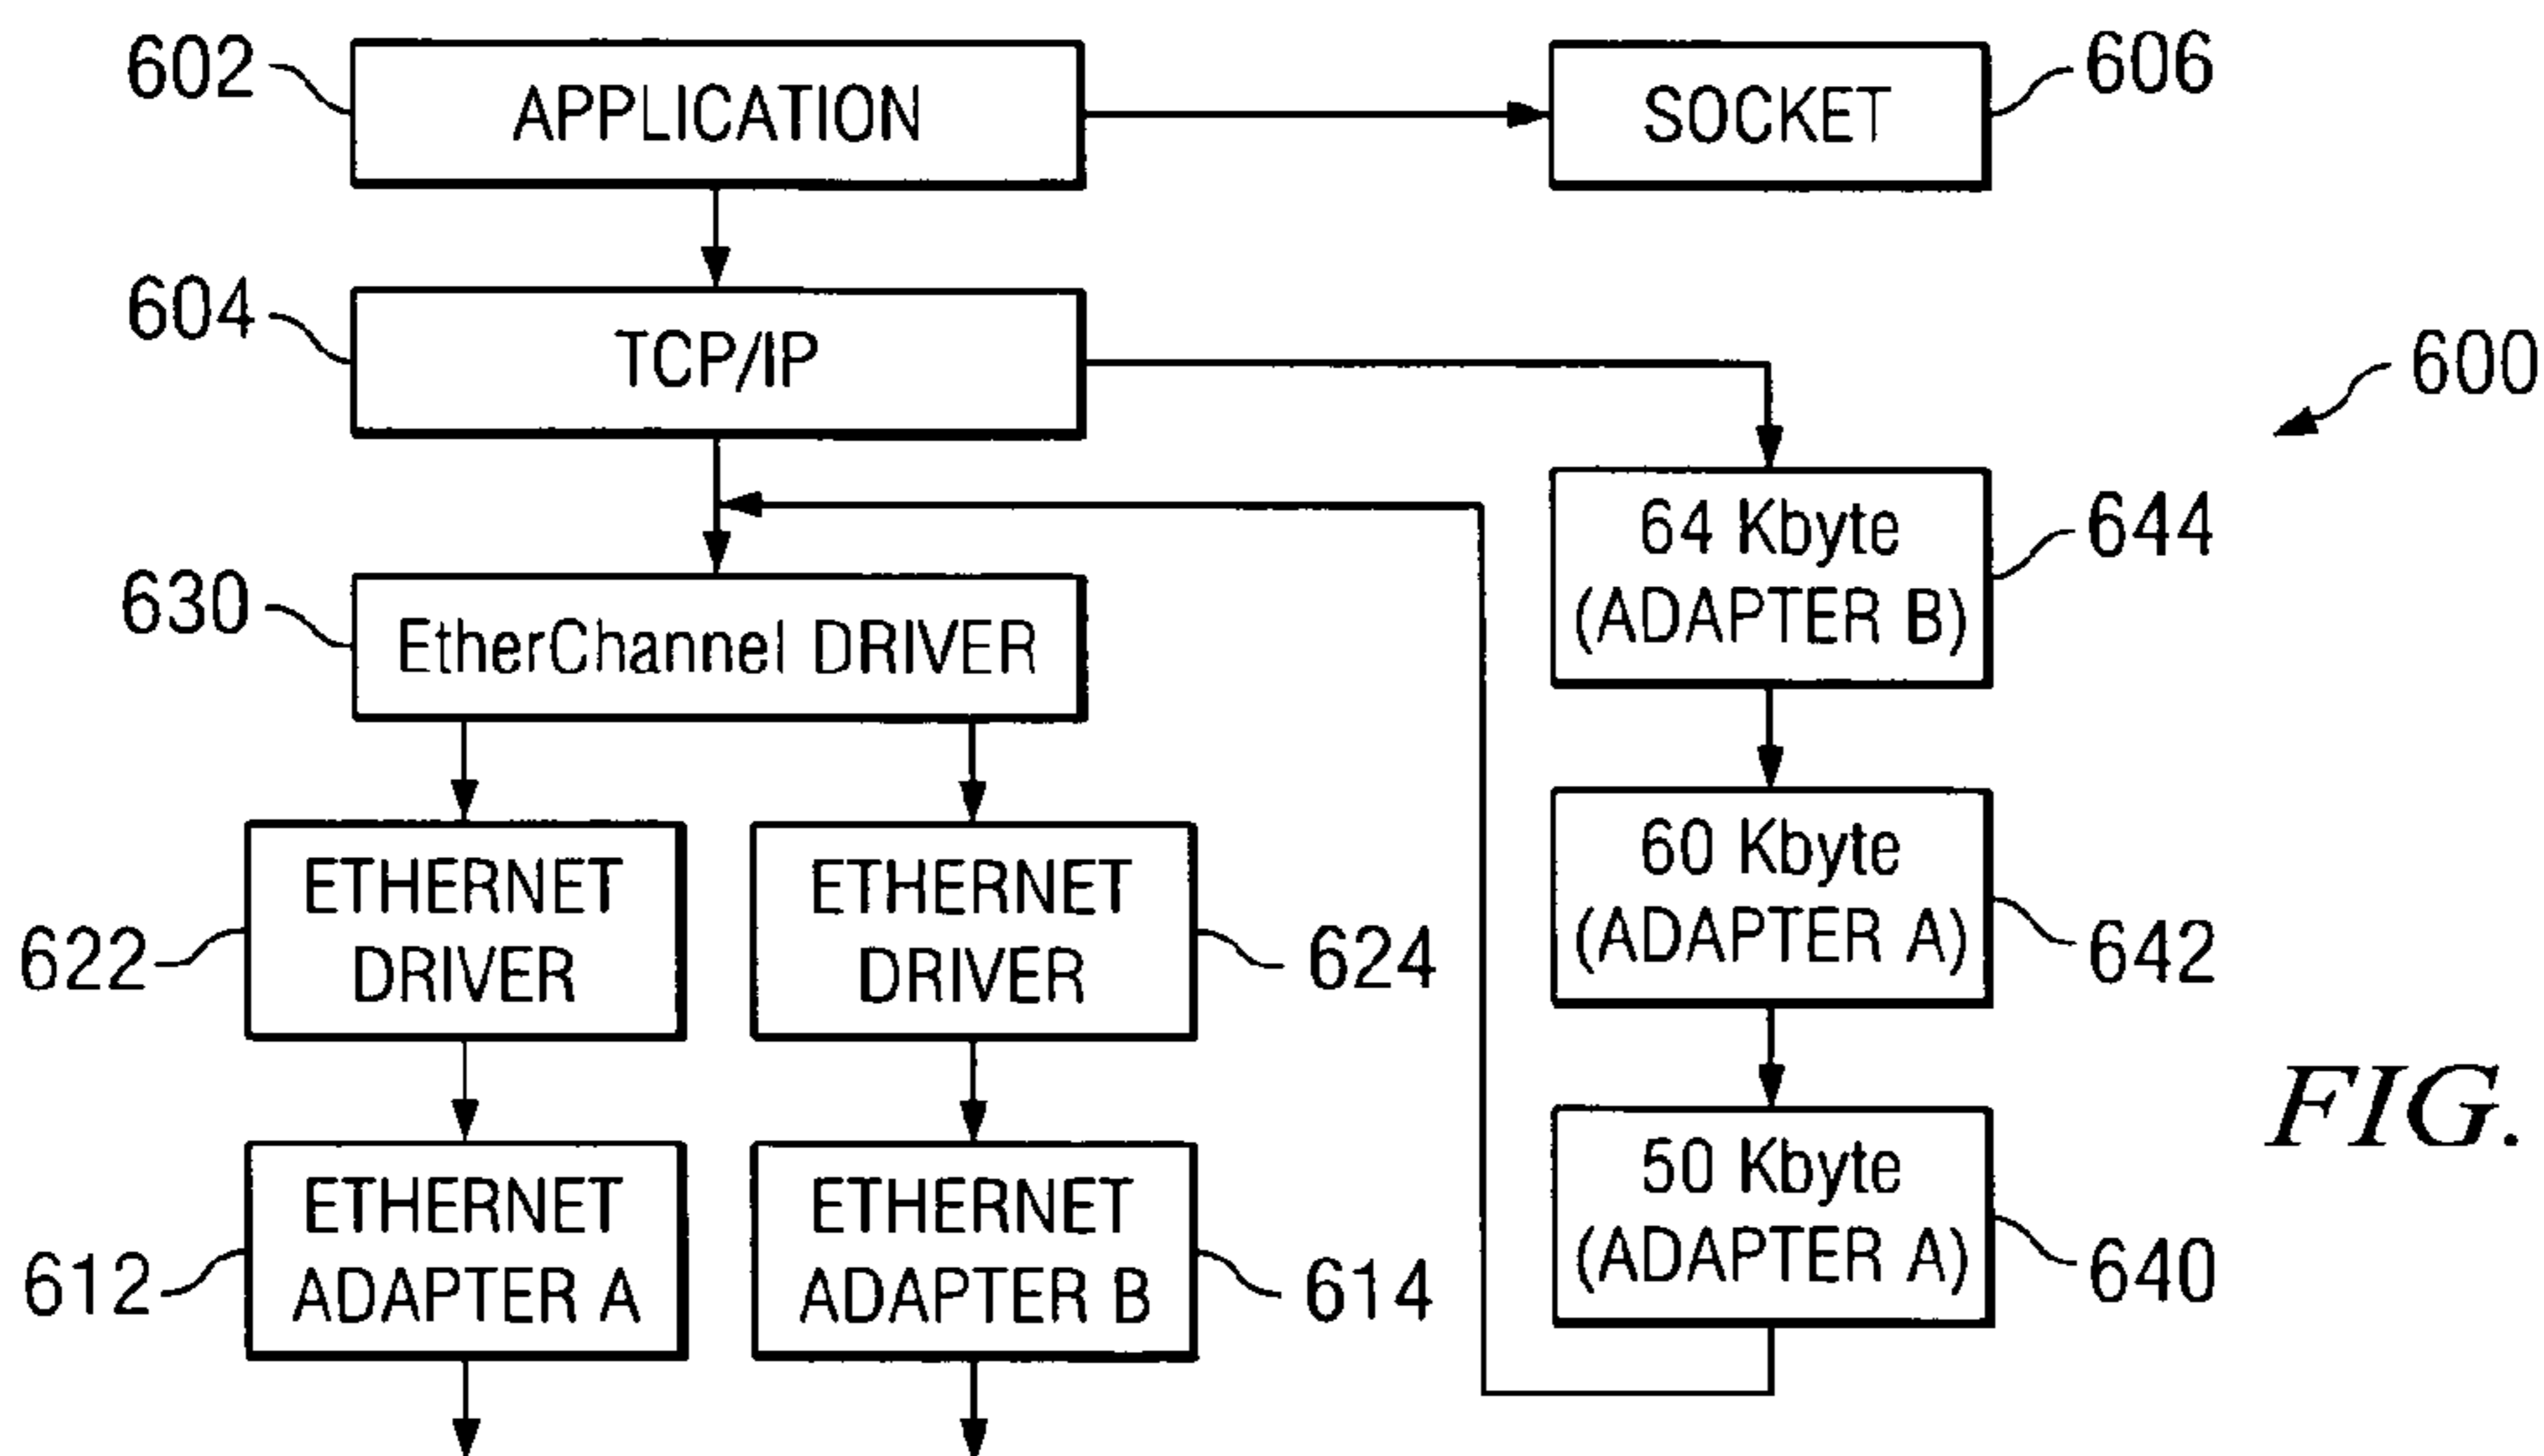 602
APPLICATION
SOCKET
606
604
TCP/IP
600
630
EtherChannel DRIVER
64 Kbyte
(ADAPTER B)
644
622
ETHERNET
DRIVER
ETHERNET
DRIVER
624
60 Kbyte
(ADAPTER A)
642
612
ETHERNET
ADAPTER A
ETHERNET
ADAPTER B
614
50 Kbyte
(ADAPTER A)
640
FIG.